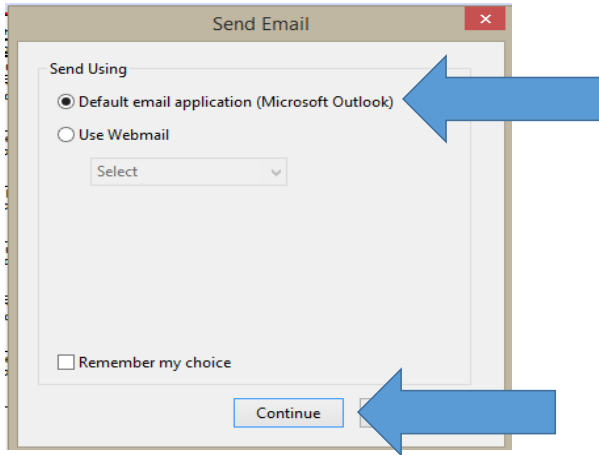 Send Email
Send Using
Default email application (Microsoft Outlook)
Use Webmail
Select
Remember my choice
Continue